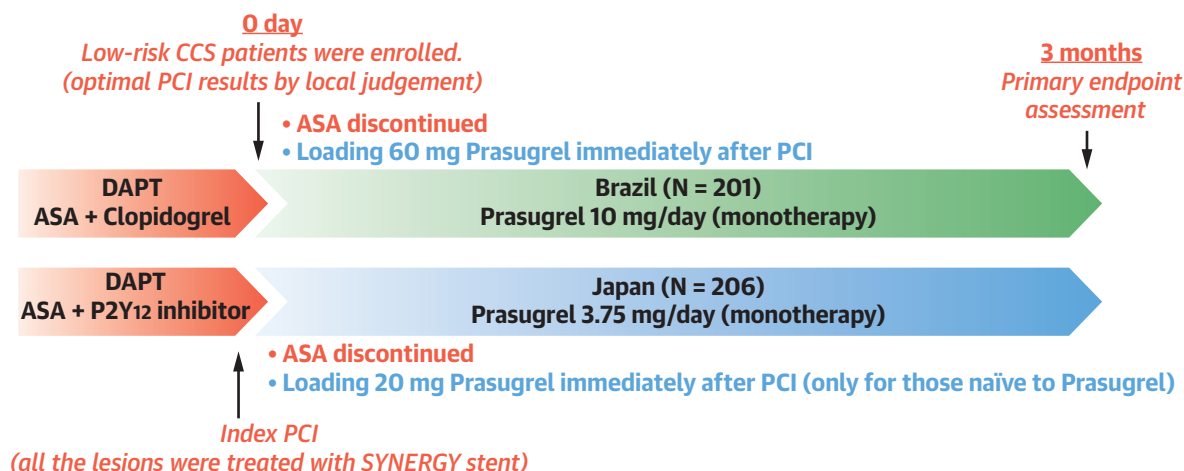 0 day
Low-risk CCS patients were enrolled.
(optimal PCI results by local judgement)
3 months
Primary endpoint
assessment
• ASA discontinued
• Loading 60 mg Prasugrel immediately after PCI
DAPT
ASA + Clopidogrel
Brazil (N = 201)
Prasugrel 10 mg/day (monotherapy)
DAPT
ASA + P2Y12 inhibitor
Japan (N = 206)
Prasugrel 3.75 mg/day (monotherapy)
• ASA discontinued
• Loading 20 mg Prasugrel immediately after PCI (only for those naïve to Prasugrel)
Index PCI
(all the lesions were treated with SYNERGY stent)